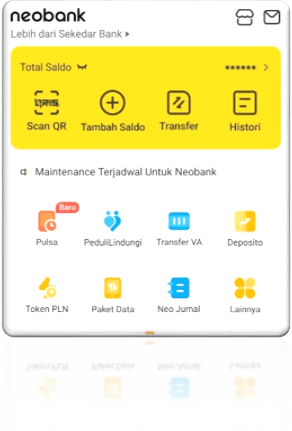 neobank
Lebih dari Sekedar Bank
Total Saldo
QRIS
Scan QR Tambah Saldo Transfer Histori
Maintenance Terjadwal Untuk Neobank
Baru
Pulsa PeduliLindungi Transfer VA Deposito
Token PLN Paket Data Neo Jurnal Lainnya